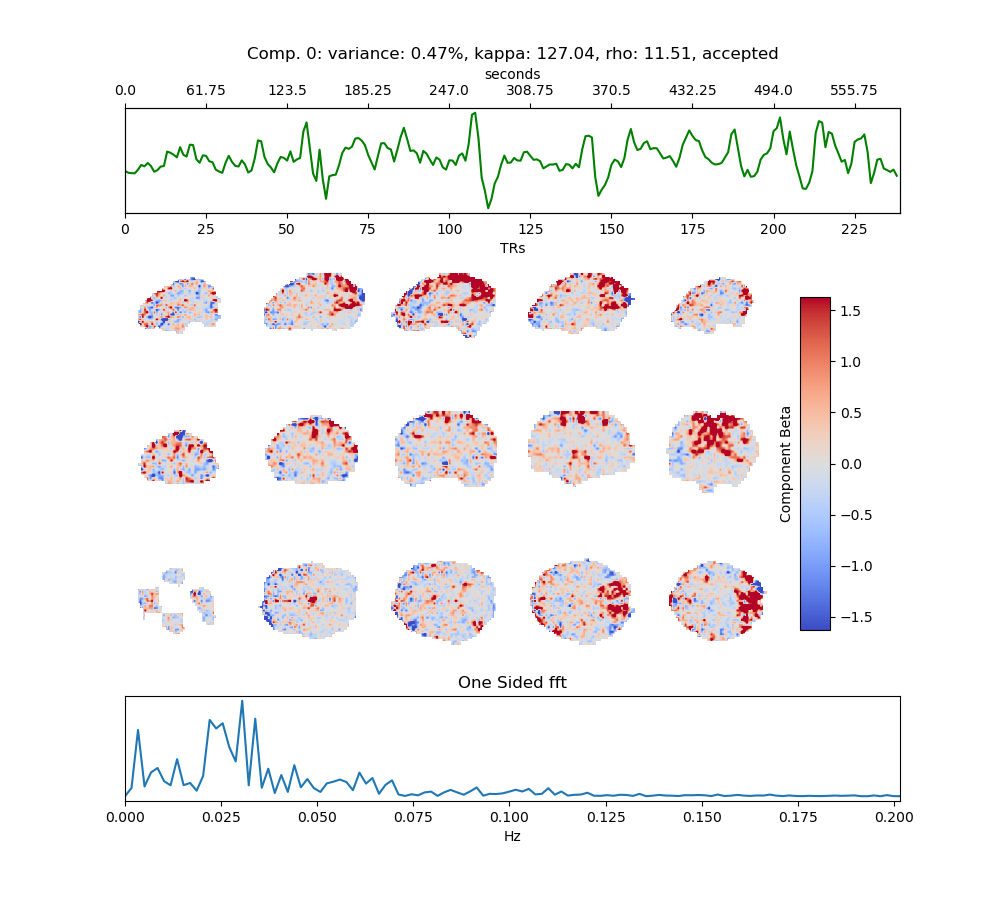 Comp. 0: variance: 0.47%, kappa: 127.04, rho: 11.51, accepted
seconds
0.0 61.75 123.5 185.25 247.0 308.75 370.5 432.25 494.0 555.75
0 25 50 75 100 125 150 175 200 225
TRs
1.5
1.0
0.5
0.0
−0.5
−1.0
−1.5
Component Beta
One Sided fft
0.000 0.025 0.050 0.075 0.100 0.125 0.150 0.175 0.200
Hz